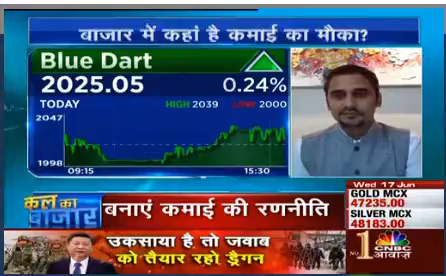 बाजार में कहां है कमाई का मौका?
Blue Dart
2025.05 0.24%
TODAY HIGH 2039 LOW 2000
2047
1998
09:15 15:30
Wed 17 Jun
GOLD MCX
47235.00
SILVER MCX
48183.00
कल का
बाजार
बनाएं कमाई की रणनीति
उकसाया है तो जवाब
को तैयार रहो ड्रैगन
NO. 1
CNBC
आवाज़